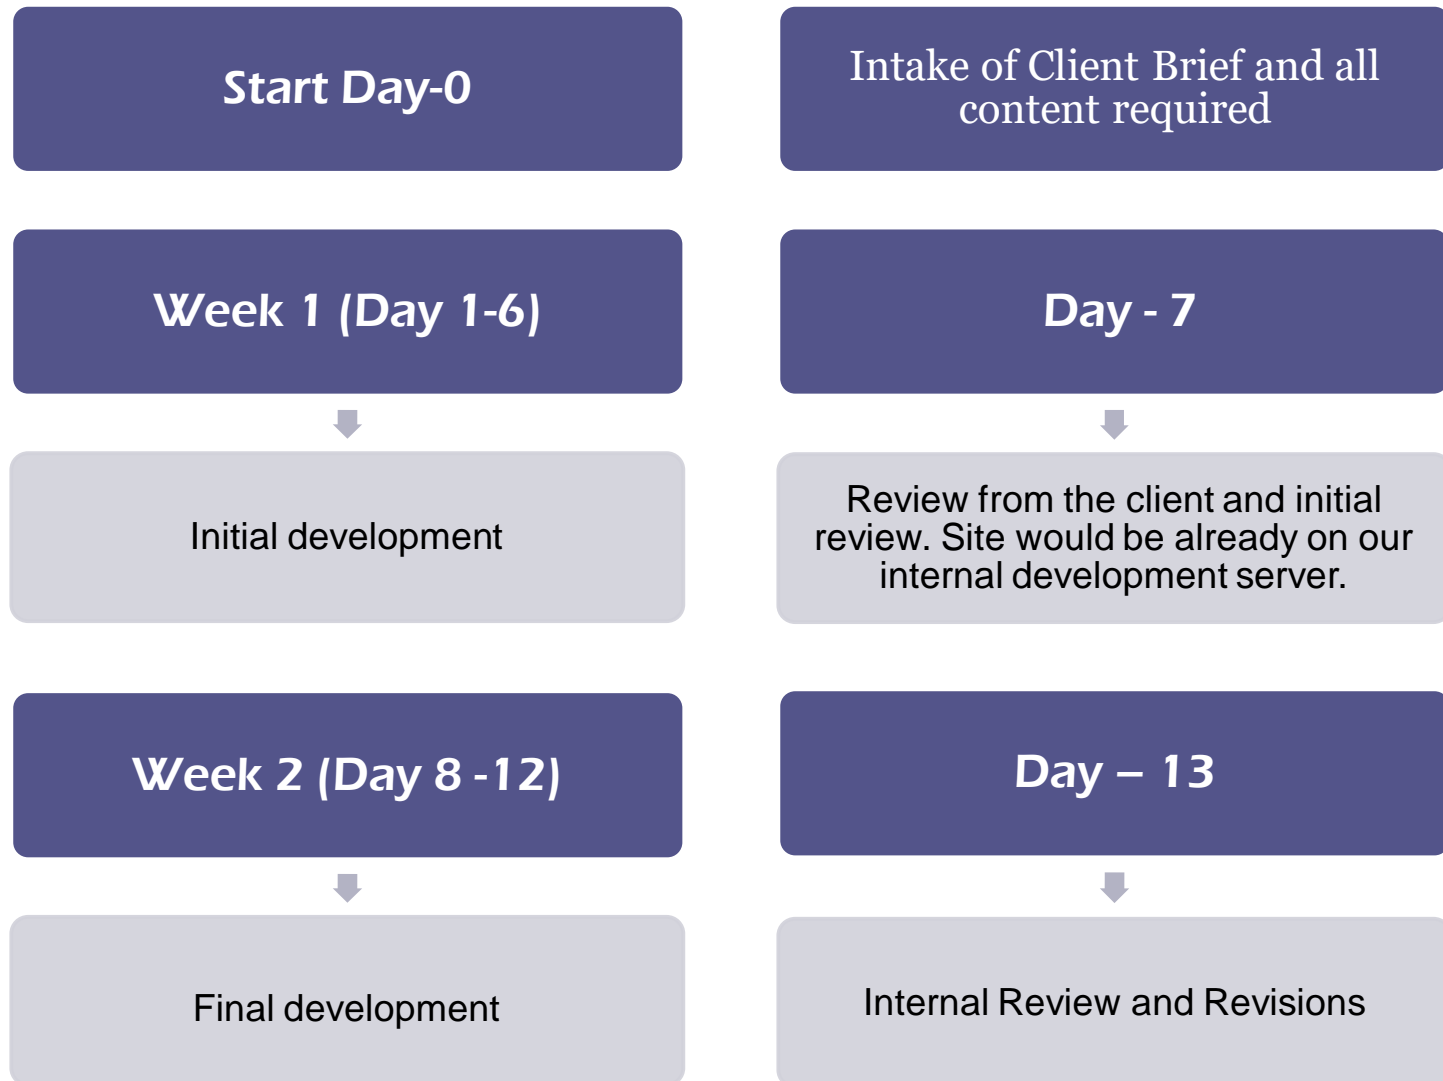 Start Day-0
Intake of Client Brief and all
content required
Week 1 (Day 1-6)
Day - 7
Initial development
Review from the client and initial
review. Site would be already on our
internal development server.
Week 2 (Day 8 -12)
Day – 13
Final development
Internal Review and Revisions